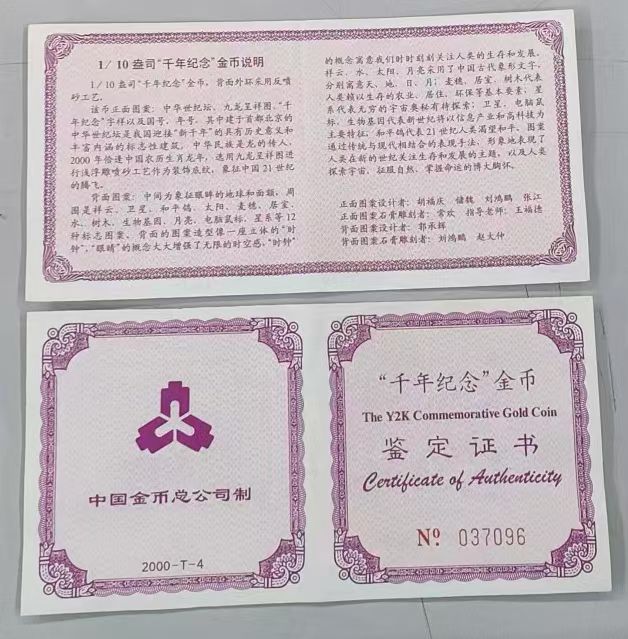 1/10 盎司“千年纪念”金币说明
1/10 盎司“千年纪念”金币，背面外环采用反喷
砂工艺。
该币正面图案：中华世纪坛、九龙呈祥图、“千
年纪念”字样以及国号、年号。其中建于首都北京的
中华世纪坛是我国迎接“新千年”的具有历史意义和
丰富内涵的标志性建筑。中华民族是龙的传人，
2000 年恰逢中国农历生肖龙年，选用九龙呈祥图进
行浅浮雕喷砂工艺作为装饰底纹，象征中国 21 世纪
的腾飞。
背面图案：中间为象征眼眸的地球和面额，周
围是祥云、卫星、和平鸽、太阳、麦穗、居室、
水、树木、生物基因、月亮、电脑鼠标、星系等 12
种标志图案。背面的图案造型像一座立体的“时
钟”，“眼睛”的概念大大增强了无限的时空感，“时钟”
的概念寓意我们时时刻刻关注人类的生存和发展。
祥云、水、太阳、月亮采用了中国古代象形文字，
分别寓意天、地、日、月；麦穗、居室、树木代表
人类赖以生存的农业、居住、环保等基本要素，星
系代表无穷的宇宙奥秘有待探索；卫星、电脑鼠
标、生物基因代表新世纪将以信息产业和高科技为
主要特征，和平鸽代表 21 世纪人类渴望和平。图案
通过传统与现代相结合的表现手法，形象地表现了
人类在新的世纪关注生存和发展的主题，以及人类
探索宇宙，征服自然，掌握命运的博大胸怀。
正面图案设计者：胡福庆 储巍 刘鸿鹏 张江
正面图案石膏雕刻者：常欢 指导老师：王福德
背面图案设计者：郭承辉
背面图案石膏雕刻者：刘鸿鹏 赵大仲
中国金币总公司制
2000-T-4
“千年纪念”金币
The Y2K Commemorative Gold Coin
鉴定证书
Certificate of Authenticity
Nº 037096